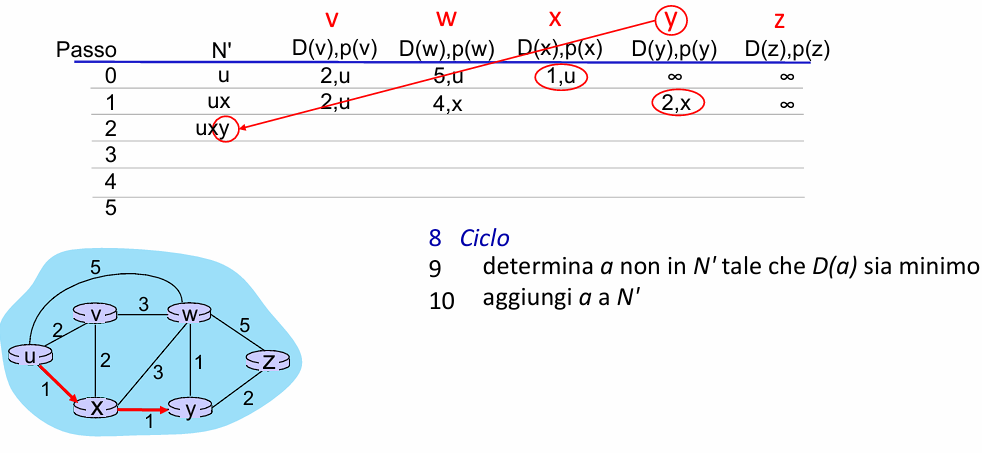 v w x y z
Passo N' D(v),p(v) D(w),p(w) D(x),p(x) D(y),p(y) D(z),p(z)
0 u 2,u 5,u 1,u ∞ ∞
1 ux 2,u 4,x 2,x ∞
2 uxy
3
4
5
8 Ciclo
9 determina a non in N' tale che D(a) sia minimo
10 aggiungi a a N'
5
v 3 w
2 5
u 2 3 1 z
1 2
x 1 y